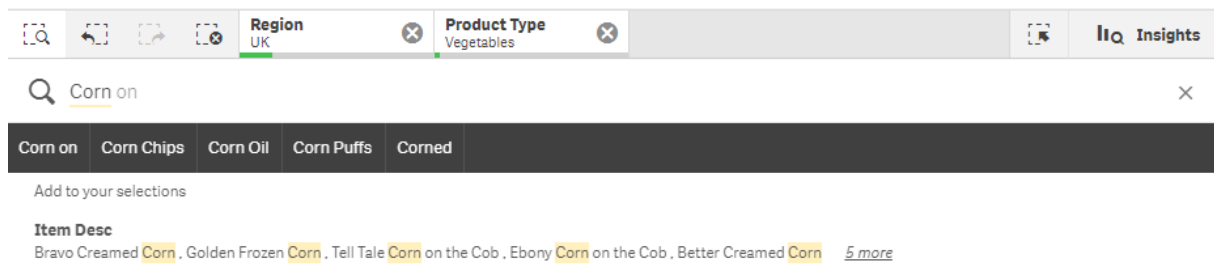 Region
UK
Product Type
Vegetables
Insights
Corn on
Corn on Corn Chips Corn Oil Corn Puffs Corned
Add to your selections
Item Desc
Bravo Creamed Corn , Golden Frozen Corn , Tell Tale Corn on the Cob , Ebony Corn on the Cob , Better Creamed Corn 5 more